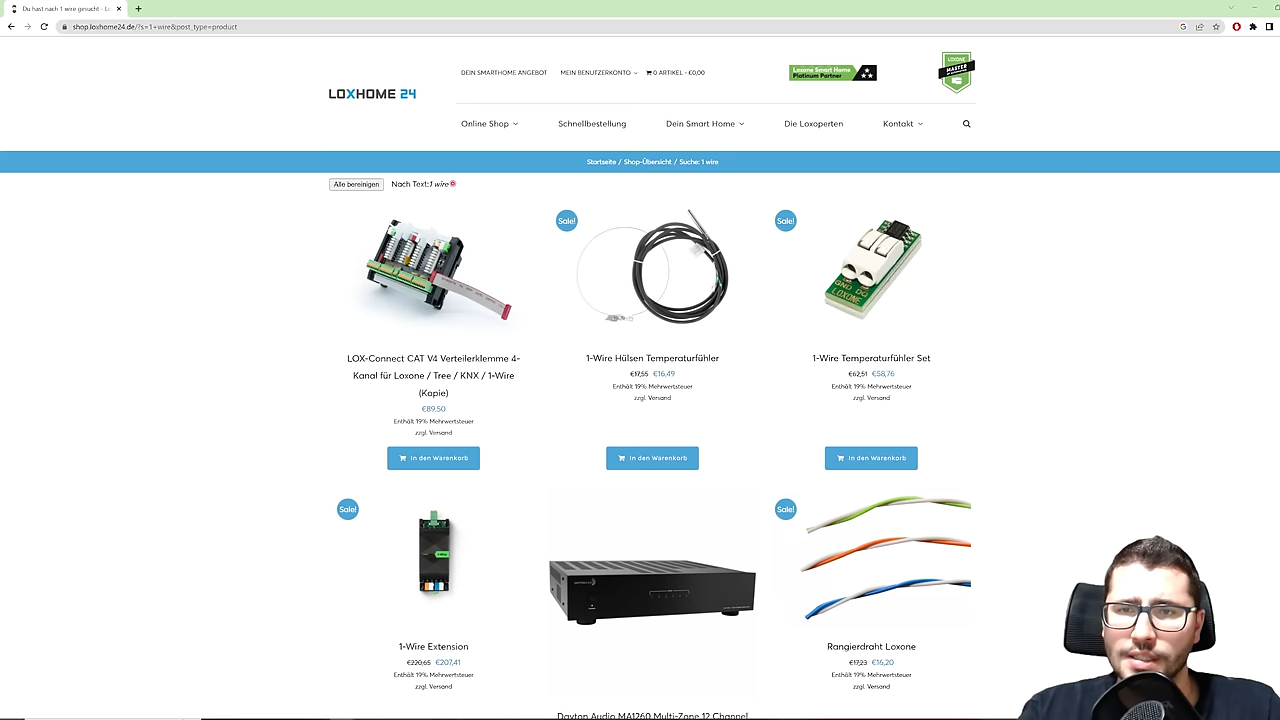 Du hast nach 1 wire gesucht - Lo
shop.loxhome24.de/?s=1+wire&post_type=product
DEIN SMARTHOME ANGEBOT
MEIN BENUTZERKONTO
0 ARTIKEL - €0,00
Loxone Smart Home
Platinum Partner
LOXONE
MASTER
LOXHOME 24
Online Shop
Schnellbestellung
Dein Smart Home
Die Loxoperten
Kontakt
Startseite / Shop-Übersicht / Suche: 1 wire
Alle bereinigen
Nach Text:1 wire
Sale!
Sale!
GND DQ
LOXONE
LOX-Connect CAT V4 Verteilerklemme 4-
Kanal für Loxone / Tree / KNX / 1-Wire
(Kopie)
€89,50
Enthält 19% Mehrwertsteuer
zzgl. Versand
In den Warenkorb
1-Wire Hülsen Temperaturfühler
€17,55 €16,49
Enthält 19% Mehrwertsteuer
zzgl. Versand
In den Warenkorb
1-Wire Temperaturfühler Set
€62,51 €58,76
Enthält 19% Mehrwertsteuer
zzgl. Versand
In den Warenkorb
Sale!
Sale!
1-Wire Extension
€220,65 €207,41
Enthält 19% Mehrwertsteuer
zzgl. Versand
Dayton Audio MA1260 Multi-Zone 12 Channel
Rangierdraht Loxone
€17,23 €16,20
Enthält 19% Mehrwertsteuer
zzgl. Versand